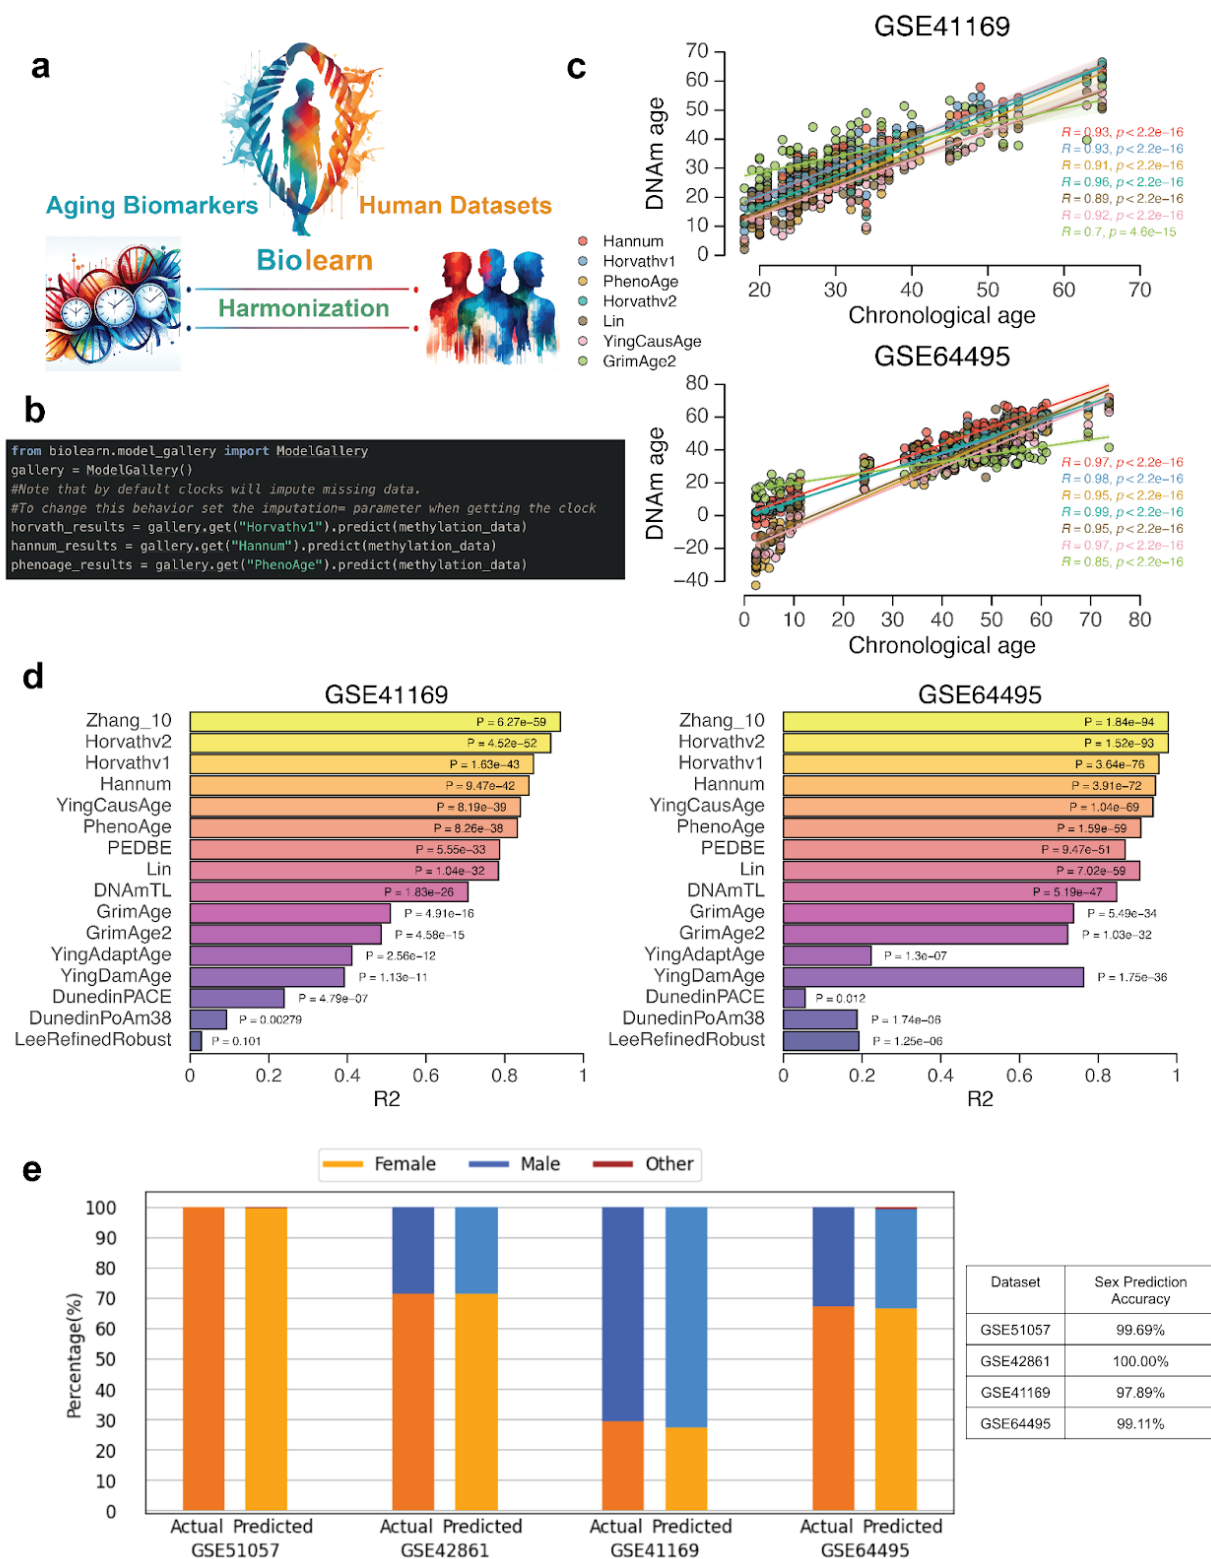 a
Aging Biomarkers
Human Datasets
Biolearn
Harmonization
b
from biolearn.model_gallery import ModelGallery
gallery = ModelGallery()
#Note that by default clocks will impute missing data.
#To change this behavior set the imputation= parameter when getting the clock
horvath_results = gallery.get("Horvathv1").predict(methylation_data)
hannum_results = gallery.get("Hannum").predict(methylation_data)
phenoage_results = gallery.get("PhenoAge").predict(methylation_data)
c
GSE41169
DNAm age
70
60
50
40
30
20
10
0
R = 0.93, p < 2.2e−16
R = 0.93, p < 2.2e−16
R = 0.91, p < 2.2e−16
R = 0.96, p < 2.2e−16
R = 0.89, p < 2.2e−16
R = 0.92, p < 2.2e−16
R = 0.7, p = 4.6e−15
20 30 40 50 60 70
Chronological age
Hannum
Horvathv1
PhenoAge
Horvathv2
Lin
YingCausAge
GrimAge2
GSE64495
DNAm age
80
60
40
20
0
−20
−40
R = 0.97, p < 2.2e−16
R = 0.98, p < 2.2e−16
R = 0.95, p < 2.2e−16
R = 0.99, p < 2.2e−16
R = 0.95, p < 2.2e−16
R = 0.97, p < 2.2e−16
R = 0.85, p < 2.2e−16
0 10 20 30 40 50 60 70 80
Chronological age
d
GSE41169
Zhang_10 P = 6.27e−59
Horvathv2 P = 4.52e−52
Horvathv1 P = 1.63e−43
Hannum P = 9.47e−42
YingCausAge P = 8.19e−39
PhenoAge P = 8.26e−38
PEDBE P = 5.55e−33
Lin P = 1.04e−32
DNAmTL P = 1.83e−26
GrimAge P = 4.91e−16
GrimAge2 P = 4.58e−15
YingAdaptAge P = 2.56e−12
YingDamAge P = 1.13e−11
DunedinPACE P = 4.79e−07
DunedinPoAm38 P = 0.00279
LeeRefinedRobust P = 0.101
0 0.2 0.4 0.6 0.8 1
R2
GSE64495
Zhang_10 P = 1.84e−94
Horvathv2 P = 1.52e−93
Horvathv1 P = 3.64e−76
Hannum P = 3.91e−72
YingCausAge P = 1.04e−69
PhenoAge P = 1.59e−59
PEDBE P = 9.47e−51
Lin P = 7.02e−59
DNAmTL P = 5.19e−47
GrimAge P = 5.49e−34
GrimAge2 P = 1.03e−32
YingAdaptAge P = 1.3e−07
YingDamAge P = 1.75e−36
DunedinPACE P = 0.012
DunedinPoAm38 P = 1.74e−06
LeeRefinedRobust P = 1.25e−06
0 0.2 0.4 0.6 0.8 1
R2
e
Female Male Other
Percentage(%)
100
90
80
70
60
50
40
30
20
10
0
Actual Predicted Actual Predicted Actual Predicted Actual Predicted
GSE51057 GSE42861 GSE41169 GSE64495
Dataset Sex Prediction
Accuracy
GSE51057 99.69%
GSE42861 100.00%
GSE41169 97.89%
GSE64495 99.11%